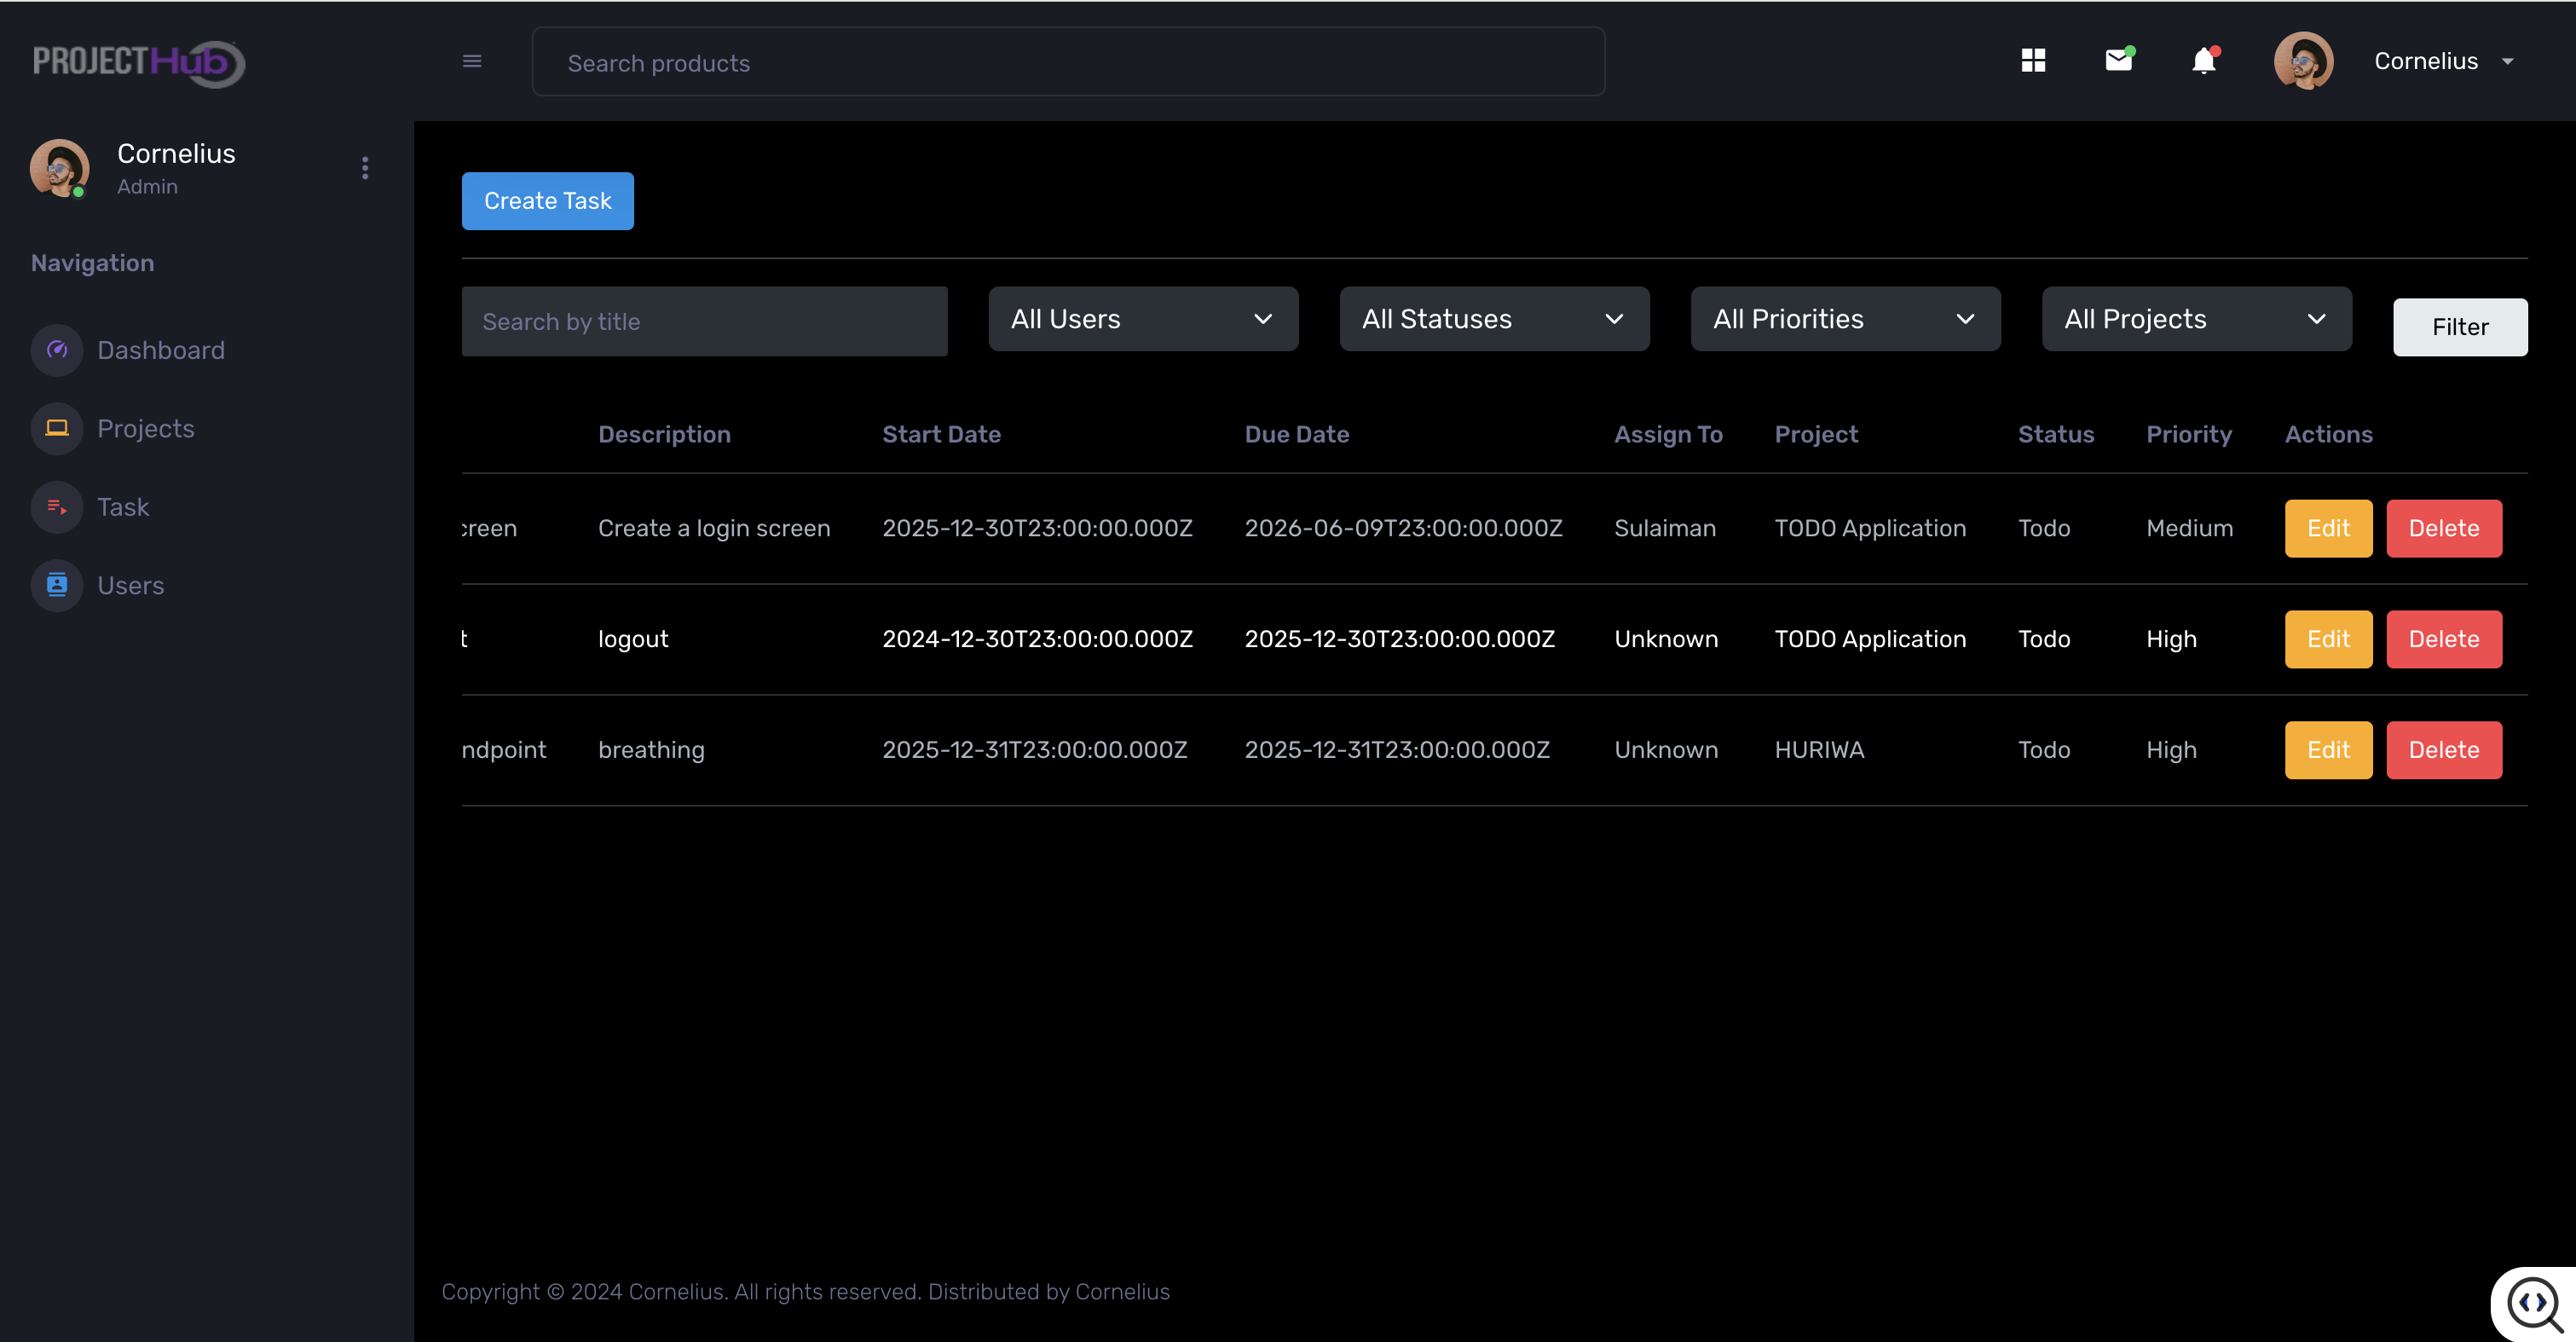 PROJECTHub
Search products
Cornelius
Cornelius
Admin
Navigation
Dashboard
Projects
Task
Users
Create Task
Search by title
All Users
All Statuses
All Priorities
All Projects
Filter
Description Start Date Due Date Assign To Project Status Priority Actions
creen Create a login screen 2025-12-30T23:00:00.000Z 2026-06-09T23:00:00.000Z Sulaiman TODO Application Todo Medium Edit Delete
t logout 2024-12-30T23:00:00.000Z 2025-12-30T23:00:00.000Z Unknown TODO Application Todo High Edit Delete
ndpoint breathing 2025-12-31T23:00:00.000Z 2025-12-31T23:00:00.000Z Unknown HURIWA Todo High Edit Delete
Copyright © 2024 Cornelius. All rights reserved. Distributed by Cornelius